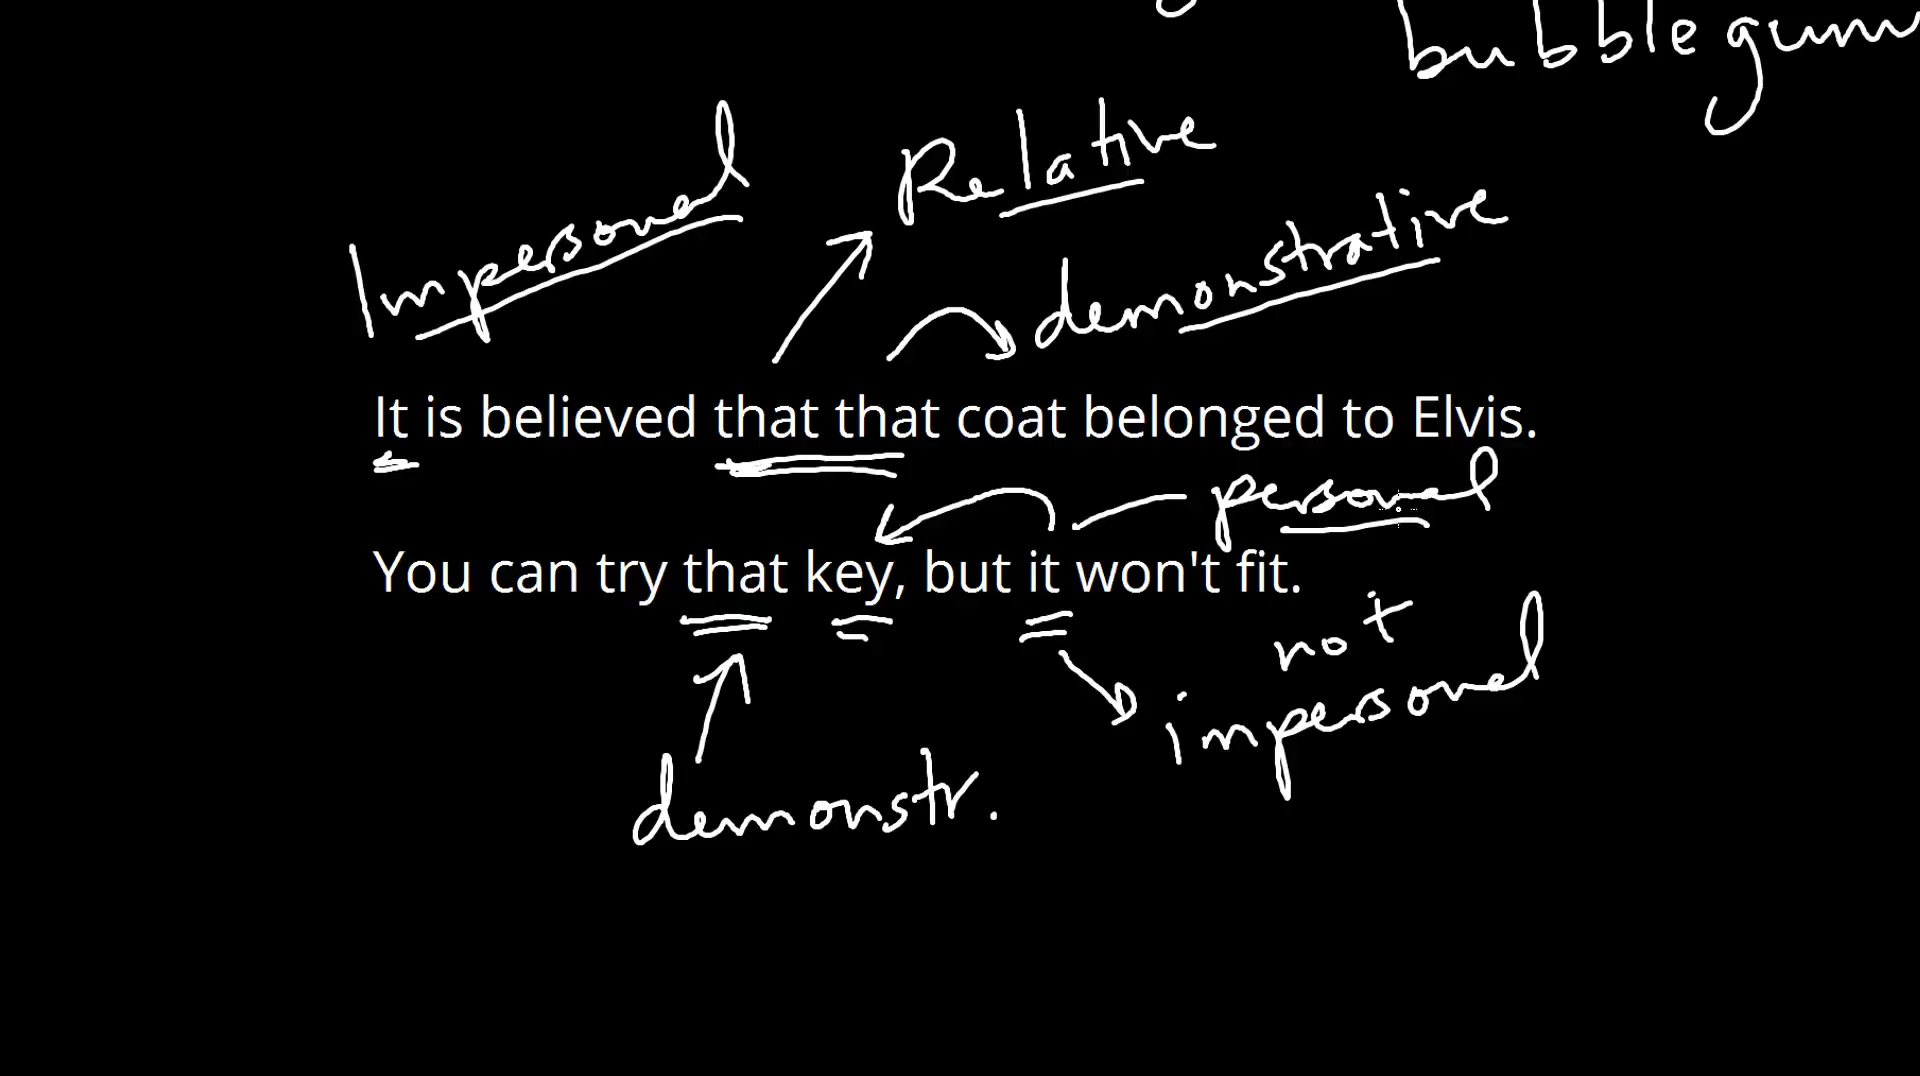 bubblegum
Relative
Impersonal
demonstrative
It is believed that that coat belonged to Elvis.
personal
You can try that key, but it won't fit.
not
impersonal
demonstr.